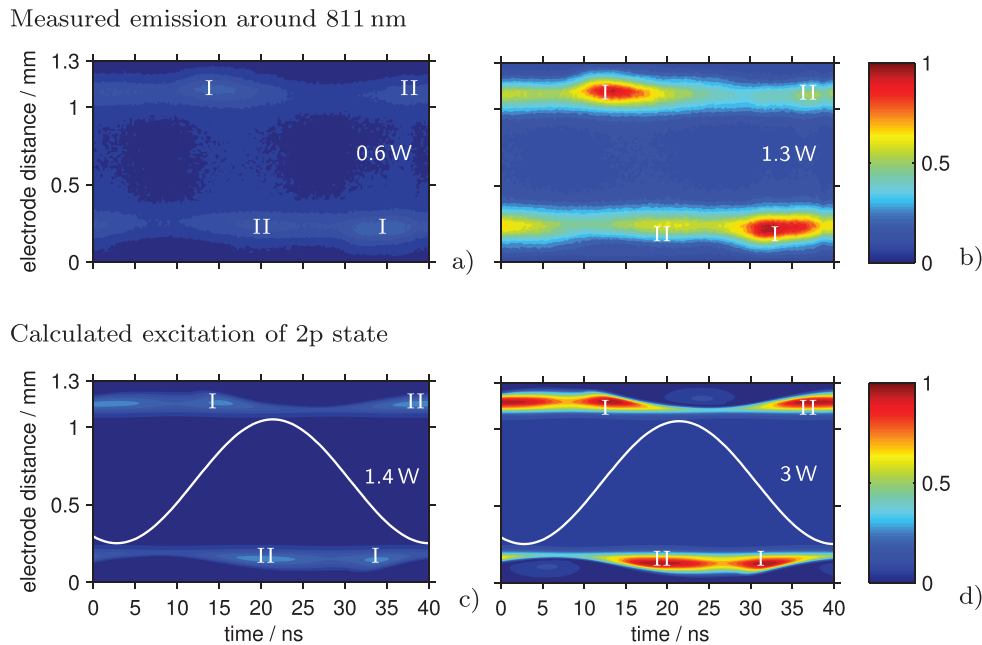 Measured emission around 811 nm
electrode distance / mm
1.3
1
0.5
0
I
II
0.6 W
II
I
a)
I
II
1.3 W
II
I
1
0.5
0
b)
Calculated excitation of 2p state
electrode distance / mm
1.3
1
0.5
0
I
II
1.4 W
II
I
0 5 10 15 20 25 30 35 40
time / ns
c)
I
II
3 W
II
I
0 5 10 15 20 25 30 35 40
time / ns
1
0.5
0
d)